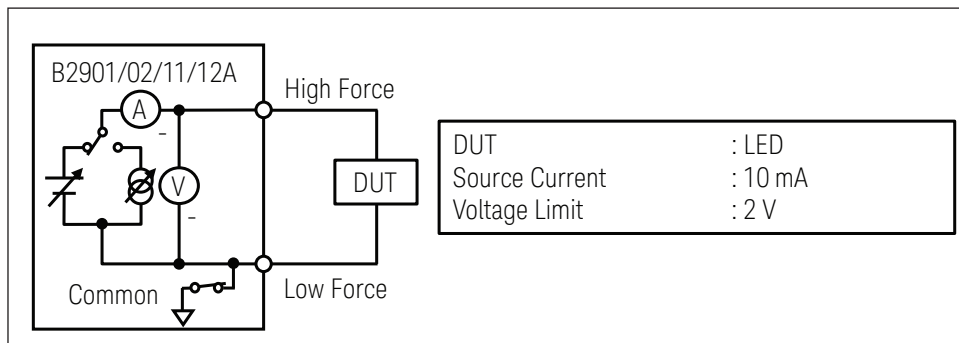 B2901/02/11/12A
High Force
A
-
V
-
DUT
Common
Low Force
DUT : LED
Source Current : 10 mA
Voltage Limit : 2 V